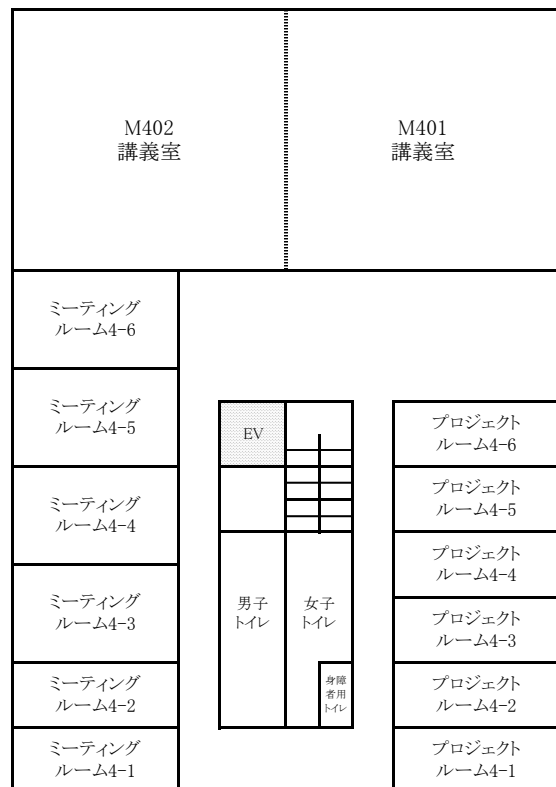 M402
講義室
M401
講義室
ミーティング
ルーム4-6
ミーティング
ルーム4-5
ミーティング
ルーム4-4
ミーティング
ルーム4-3
ミーティング
ルーム4-2
ミーティング
ルーム4-1
EV
男子
トイレ
女子
トイレ
身障
者用
トイレ
プロジェクト
ルーム4-6
プロジェクト
ルーム4-5
プロジェクト
ルーム4-4
プロジェクト
ルーム4-3
プロジェクト
ルーム4-2
プロジェクト
ルーム4-1